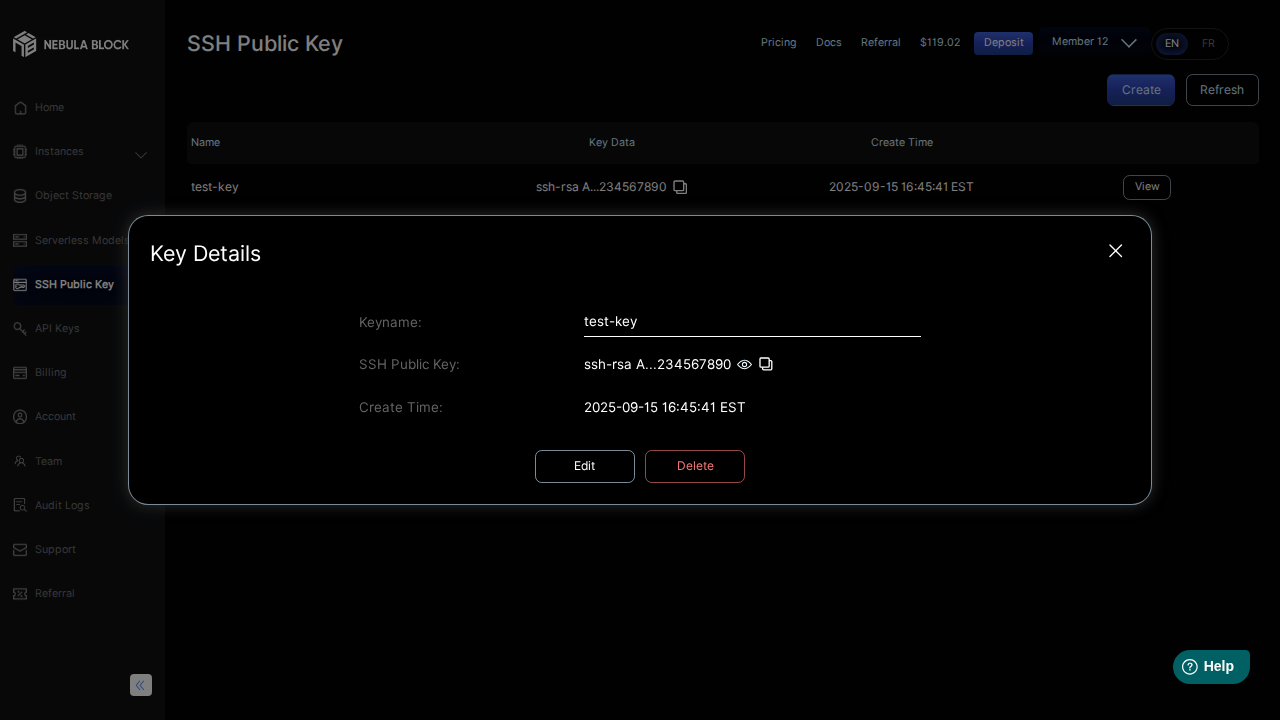 NEBULA BLOCK
SSH Public Key
Pricing
Docs
Referral
$119.02
Deposit
Member 12
EN
FR
Create
Refresh
Home
Instances
Object Storage
Serverless Models
SSH Public Key
API Keys
Billing
Account
Team
Audit Logs
Support
Referral
Name
Key Data
Create Time
test-key
ssh-rsa A...234567890
2025-09-15 16:45:41 EST
View
Key Details
Keyname:
test-key
SSH Public Key:
ssh-rsa A...234567890
Create Time:
2025-09-15 16:45:41 EST
Edit
Delete
Help